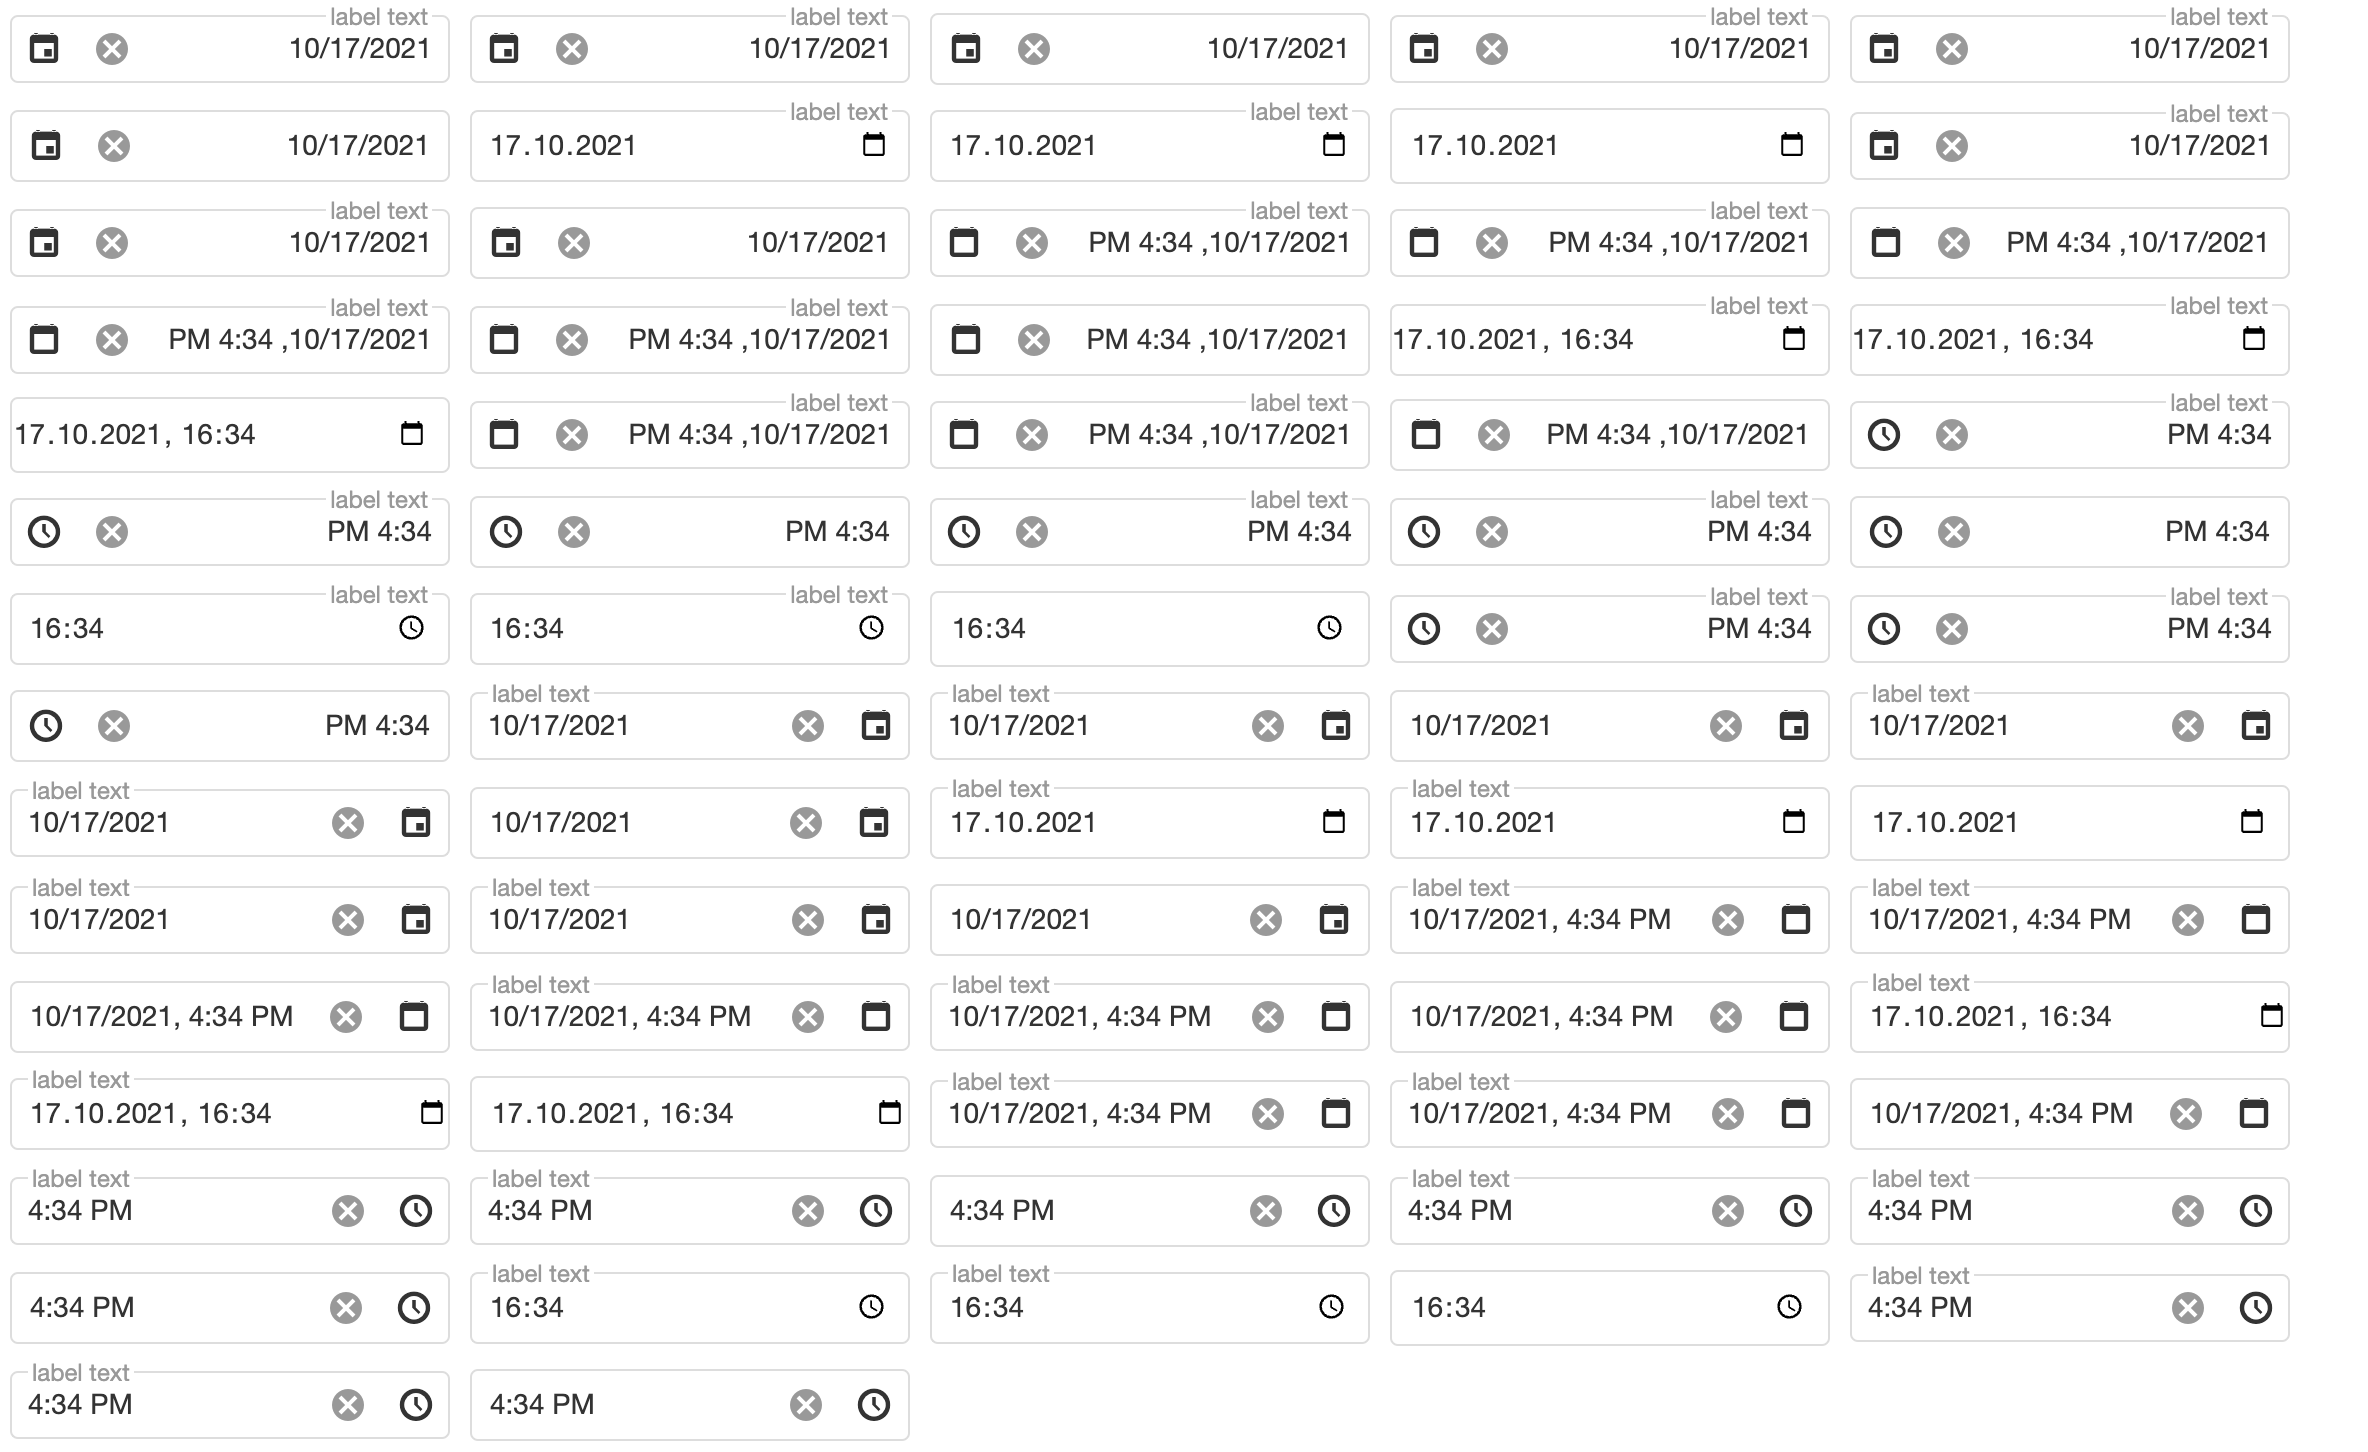 label text
10/17/2021
label text
10/17/2021
10/17/2021
label text
10/17/2021
label text
10/17/2021
10/17/2021
label text
17.10.2021
label text
17.10.2021
17.10.2021
label text
10/17/2021
label text
10/17/2021
10/17/2021
label text
PM 4:34 ,10/17/2021
label text
PM 4:34 ,10/17/2021
PM 4:34 ,10/17/2021
label text
PM 4:34 ,10/17/2021
label text
PM 4:34 ,10/17/2021
PM 4:34 ,10/17/2021
label text
17.10.2021, 16:34
label text
17.10.2021, 16:34
17.10.2021, 16:34
label text
PM 4:34 ,10/17/2021
label text
PM 4:34 ,10/17/2021
PM 4:34 ,10/17/2021
label text
PM 4:34
label text
PM 4:34
PM 4:34
label text
PM 4:34
label text
PM 4:34
PM 4:34
label text
16:34
label text
16:34
16:34
label text
PM 4:34
label text
PM 4:34
PM 4:34
label text
10/17/2021
label text
10/17/2021
10/17/2021
label text
10/17/2021
label text
10/17/2021
10/17/2021
label text
17.10.2021
label text
17.10.2021
17.10.2021
label text
10/17/2021
label text
10/17/2021
10/17/2021
label text
10/17/2021, 4:34 PM
label text
10/17/2021, 4:34 PM
10/17/2021, 4:34 PM
label text
10/17/2021, 4:34 PM
label text
10/17/2021, 4:34 PM
10/17/2021, 4:34 PM
label text
17.10.2021, 16:34
label text
17.10.2021, 16:34
17.10.2021, 16:34
label text
10/17/2021, 4:34 PM
label text
10/17/2021, 4:34 PM
10/17/2021, 4:34 PM
label text
4:34 PM
label text
4:34 PM
4:34 PM
label text
4:34 PM
label text
4:34 PM
4:34 PM
label text
16:34
label text
16:34
16:34
label text
4:34 PM
label text
4:34 PM
4:34 PM